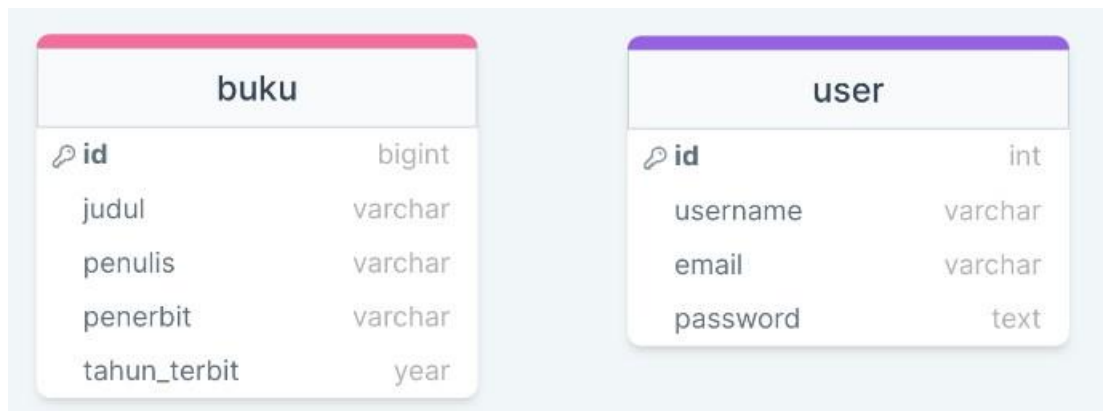 buku
id bigint
judul varchar
penulis varchar
penerbit varchar
tahun_terbit year
user
id int
username varchar
email varchar
password text